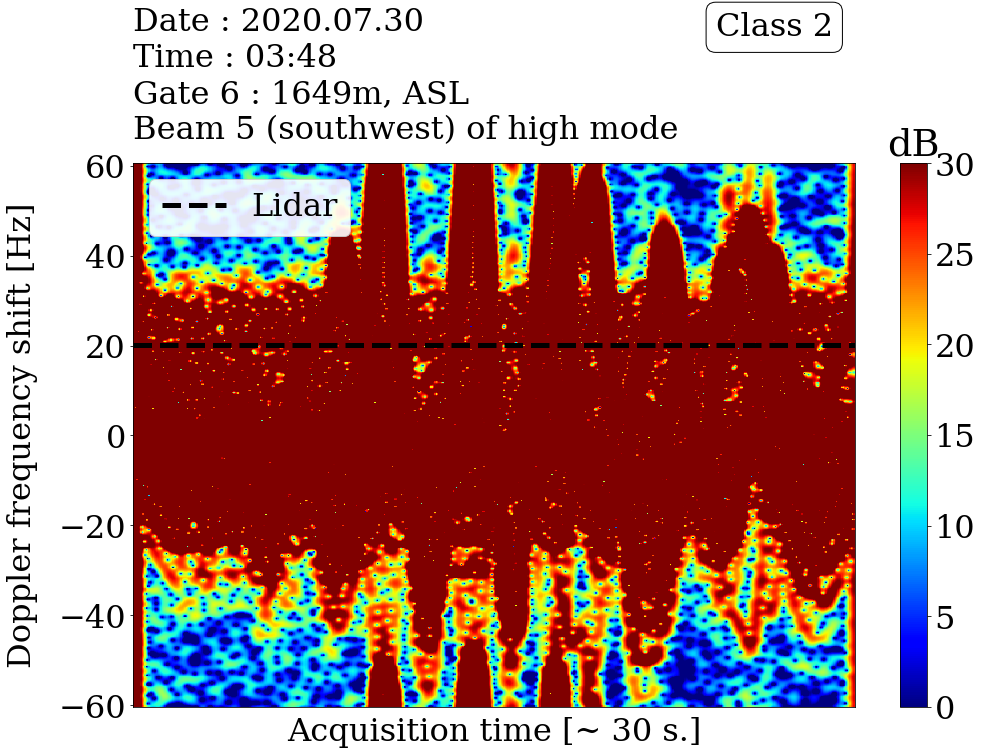 Date : 2020.07.30
Time : 03:48
Gate 6 : 1649m, ASL
Beam 5 (southwest) of high mode
Class 2
dB
Lidar
Doppler frequency shift [Hz]
60
40
20
0
−20
−40
−60
30
25
20
15
10
5
0
Acquisition time [~ 30 s.]